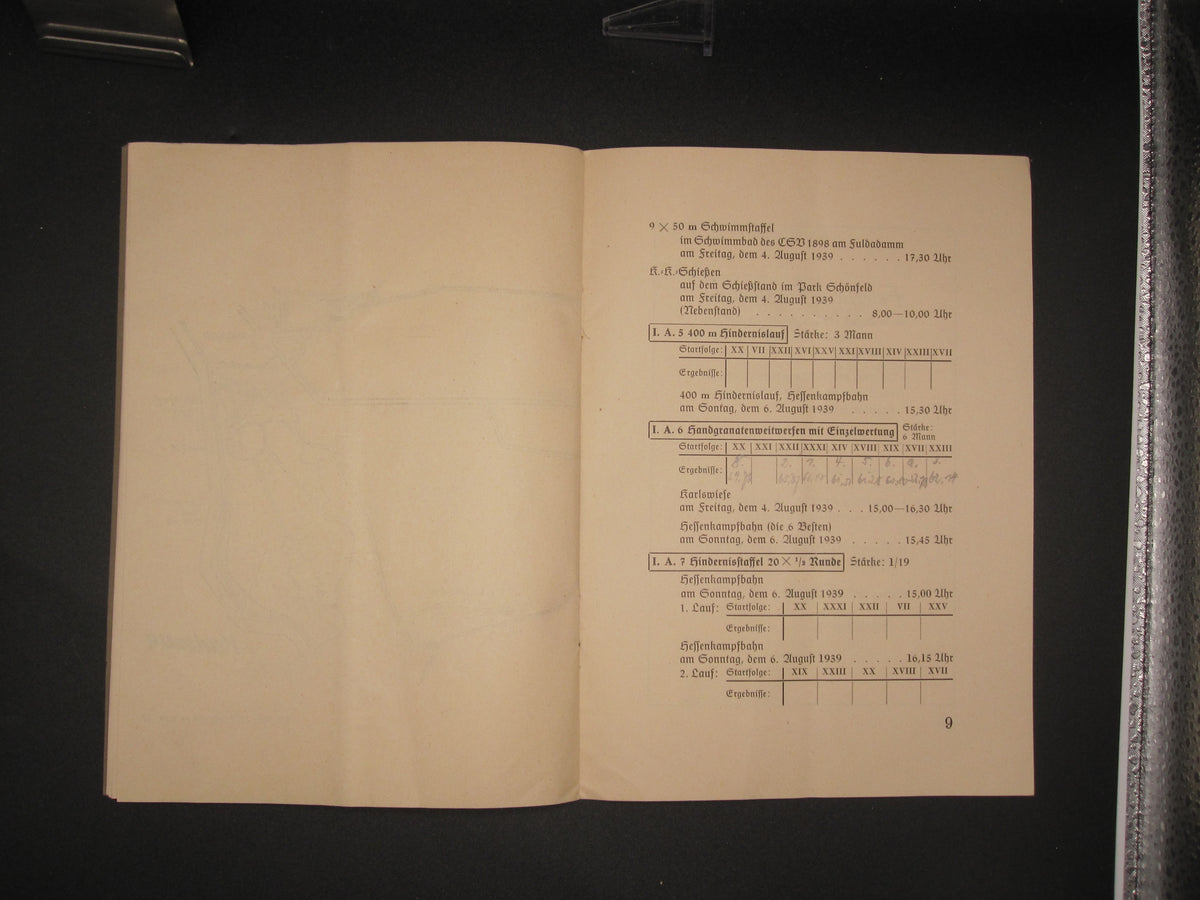 9 × 50 m Schwimmstaffel
im Schwimmbad des CSV 1898 am Fuldadamm
am Freitag, dem 4. August 1939 . . . . . . 17,30 Uhr
K.-K.-Schießen
auf dem Schießstand im Park Schönfeld
am Freitag, dem 4. August 1939
(Nebenstand) . . . . . . . . . . 8,00—10,00 Uhr
I. A. 5 400 m Hindernislauf Stärke: 3 Mann
Startfolge: XX VII XXII XVI XXV XXI XVIII XIV XXIII XVII
Ergebnisse:
400 m Hindernislauf, Hessenkampfbahn
am Sontag, dem 6. August 1939 . . . . . 15,30 Uhr
I. A. 6 Handgranatenweitwerfen mit Einzelwertung Stärke: 6 Mann
Startfolge: XX XXI XXII XXXI XIV XVIII XIX XVII XXIII
8. 2. 7. 4. 5. 6.
Ergebnisse:
Karlswiese
am Freitag, dem 4. August 1939 . . . 15,00—16,30 Uhr
Hessenkampfbahn (die 6 Besten)
am Sonntag, dem 6. August 1939 . . . . . 15,45 Uhr
I. A. 7 Hindernisstaffel 20 × 1/2 Runde Stärke: 1/19
Hessenkampfbahn
am Sonntag, dem 6. August 1939 . . . . . 15,00 Uhr
1. Lauf: Startfolge: XX XXXI XXII VII XXV
Ergebnisse:
Hessenkampfbahn
am Sonntag, dem 6. August 1939 . . . . . 16,15 Uhr
2. Lauf: Startfolge: XIX XXIII XX XVIII XVII
Ergebnisse:
9